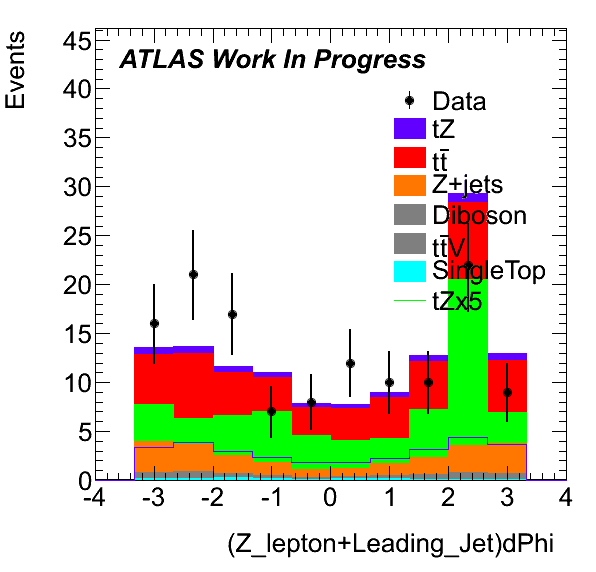 Events
45
40
35
30
25
20
15
10
5
0
ATLAS Work In Progress
Data
tZ
tt̄
Z+jets
Diboson
tt̄V
SingleTop
tZx5
-4 -3 -2 -1 0 1 2 3 4
(Z_lepton+Leading_Jet)dPhi